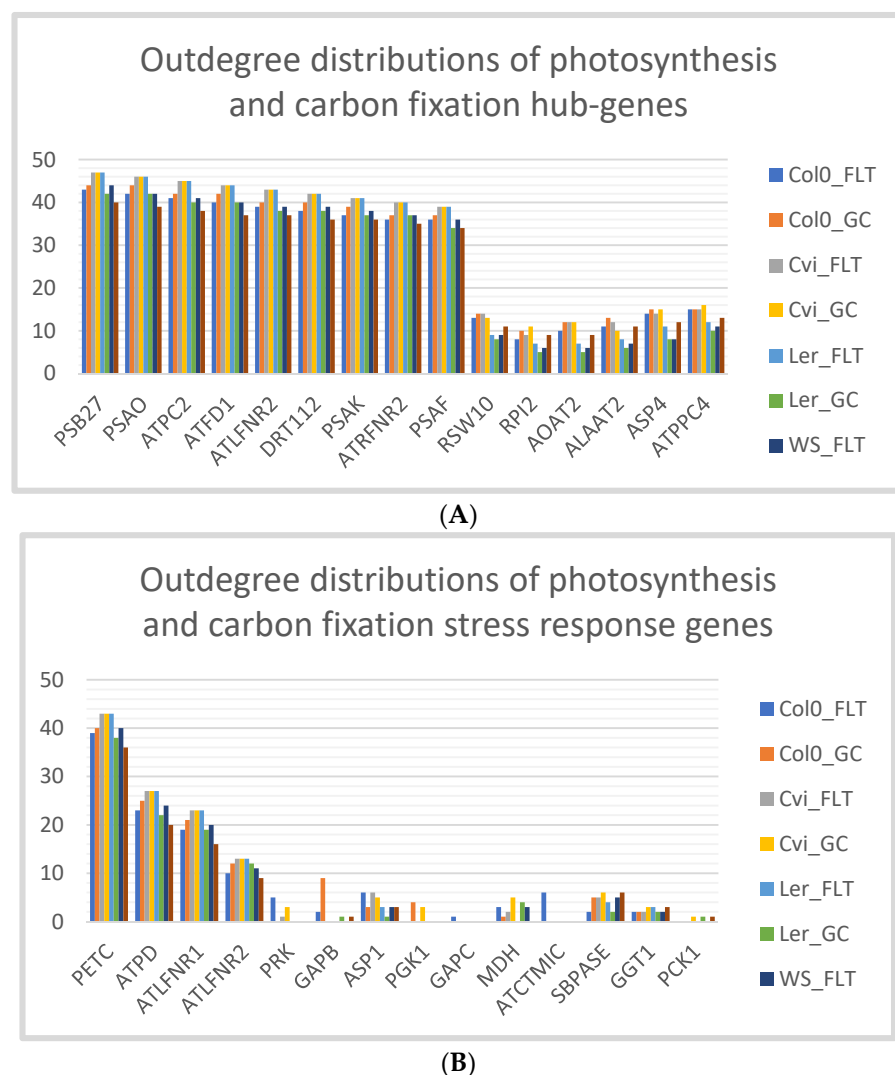 Outdegree distributions of photosynthesis
and carbon fixation hub-genes
50
40
30
20
10
0
PSB27
PSAO
ATPC2
ATFD1
ATLFNR2
DRT112
PSAK
ATRFNR2
PSAF
RSW10
RPI2
AOAT2
ALAAT2
ASP4
ATPPC4
Col0_FLT
Col0_GC
Cvi_FLT
Cvi_GC
Ler_FLT
Ler_GC
WS_FLT
(A)
Outdegree distributions of photosynthesis
and carbon fixation stress response genes
50
40
30
20
10
0
PETC
ATPD
ATLFNR1
ATLFNR2
PRK
GAPB
ASP1
PGK1
GAPC
MDH
ATCTMIC
SBPASE
GGT1
PCK1
Col0_FLT
Col0_GC
Cvi_FLT
Cvi_GC
Ler_FLT
Ler_GC
WS_FLT
(B)